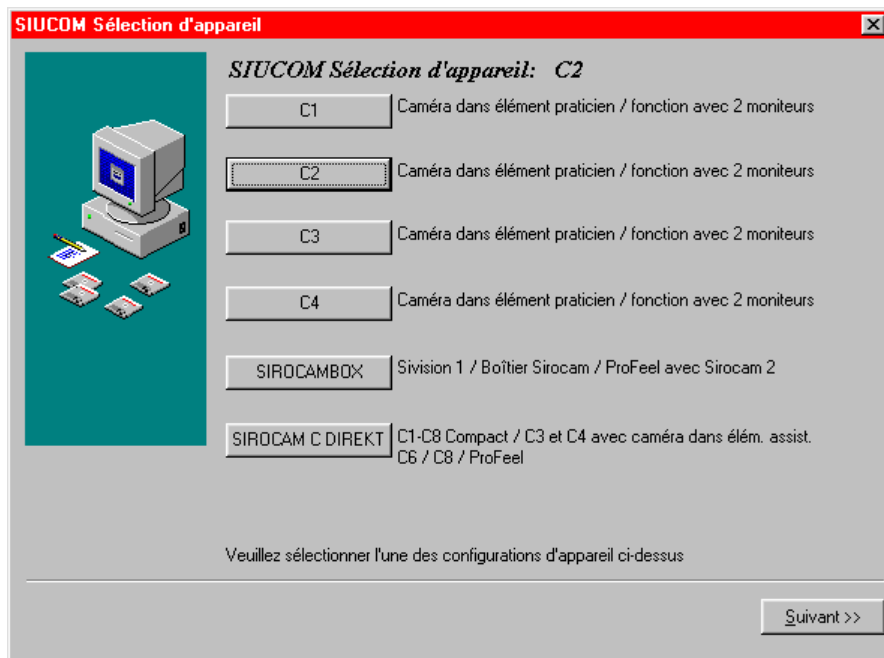 SIUCOM Sélection d'appareil
SIUCOM Sélection d'appareil: C2
C1 Caméra dans élément praticien / fonction avec 2 moniteurs
C2 Caméra dans élément praticien / fonction avec 2 moniteurs
C3 Caméra dans élément praticien / fonction avec 2 moniteurs
C4 Caméra dans élément praticien / fonction avec 2 moniteurs
SIROCAMBOX Sivision 1 / Boîtier Sirocam / ProFeel avec Sirocam 2
SIROCAM C DIREKT C1-C8 Compact / C3 et C4 avec caméra dans élém. assist.
C6 / C8 / ProFeel
Veuillez sélectionner l'une des configurations d'appareil ci-dessus
Suivant >>